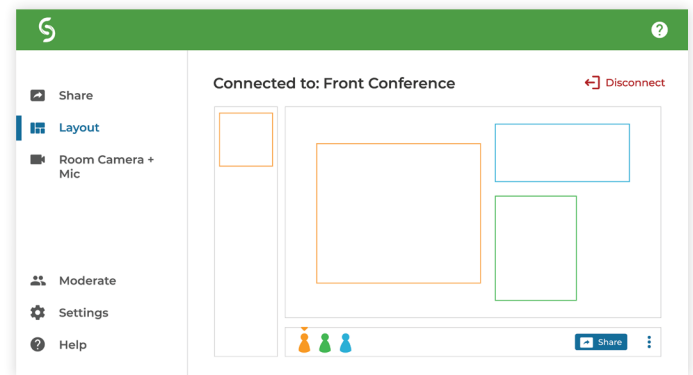 Connected to: Front Conference
Disconnect
Share
Layout
Room Camera +
Mic
Moderate
Settings
Help
Share